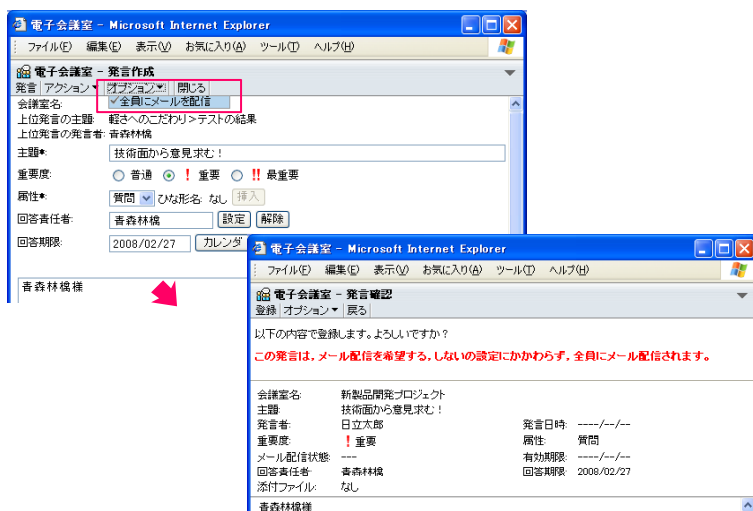 電子会議室 - Microsoft Internet Explorer
ファイル(F) 編集(E) 表示(V) お気に入り(A) ツール(T) ヘルプ(H)
電子会議室 - 発言作成
発言 アクション▼ オプション▼ 閉じる
✓全員にメールを配信
会議室名:
上位発言の主題: 軽さへのこだわり>テストの結果
上位発言の発言者: 青森林檎
主題*: 技術面から意見求む!
重要度: 普通 ! 重要 !! 最重要
属性*: 質問 ひな形名: なし 挿入
回答責任者: 青森林檎 設定 解除
回答期限: 2008/02/27 カレンダ
青森林檎様
電子会議室 - Microsoft Internet Explorer
ファイル(F) 編集(E) 表示(V) お気に入り(A) ツール(T) ヘルプ(H)
電子会議室 - 発言確認
登録 オプション▼ 戻る
以下の内容で登録します。よろしいですか?
この発言は,メール配信を希望する,しないの設定にかかわらず,全員にメール配信されます。
会議室名: 新製品開発プロジェクト
主題: 技術面から意見求む!
発言者: 日立太郎 発言日時: ----/--/--
重要度: ! 重要 属性: 質問
メール配信状態: --- 有効期限: ----/--/--
回答責任者: 青森林檎 回答期限: 2008/02/27
添付ファイル: なし
青森林檎様